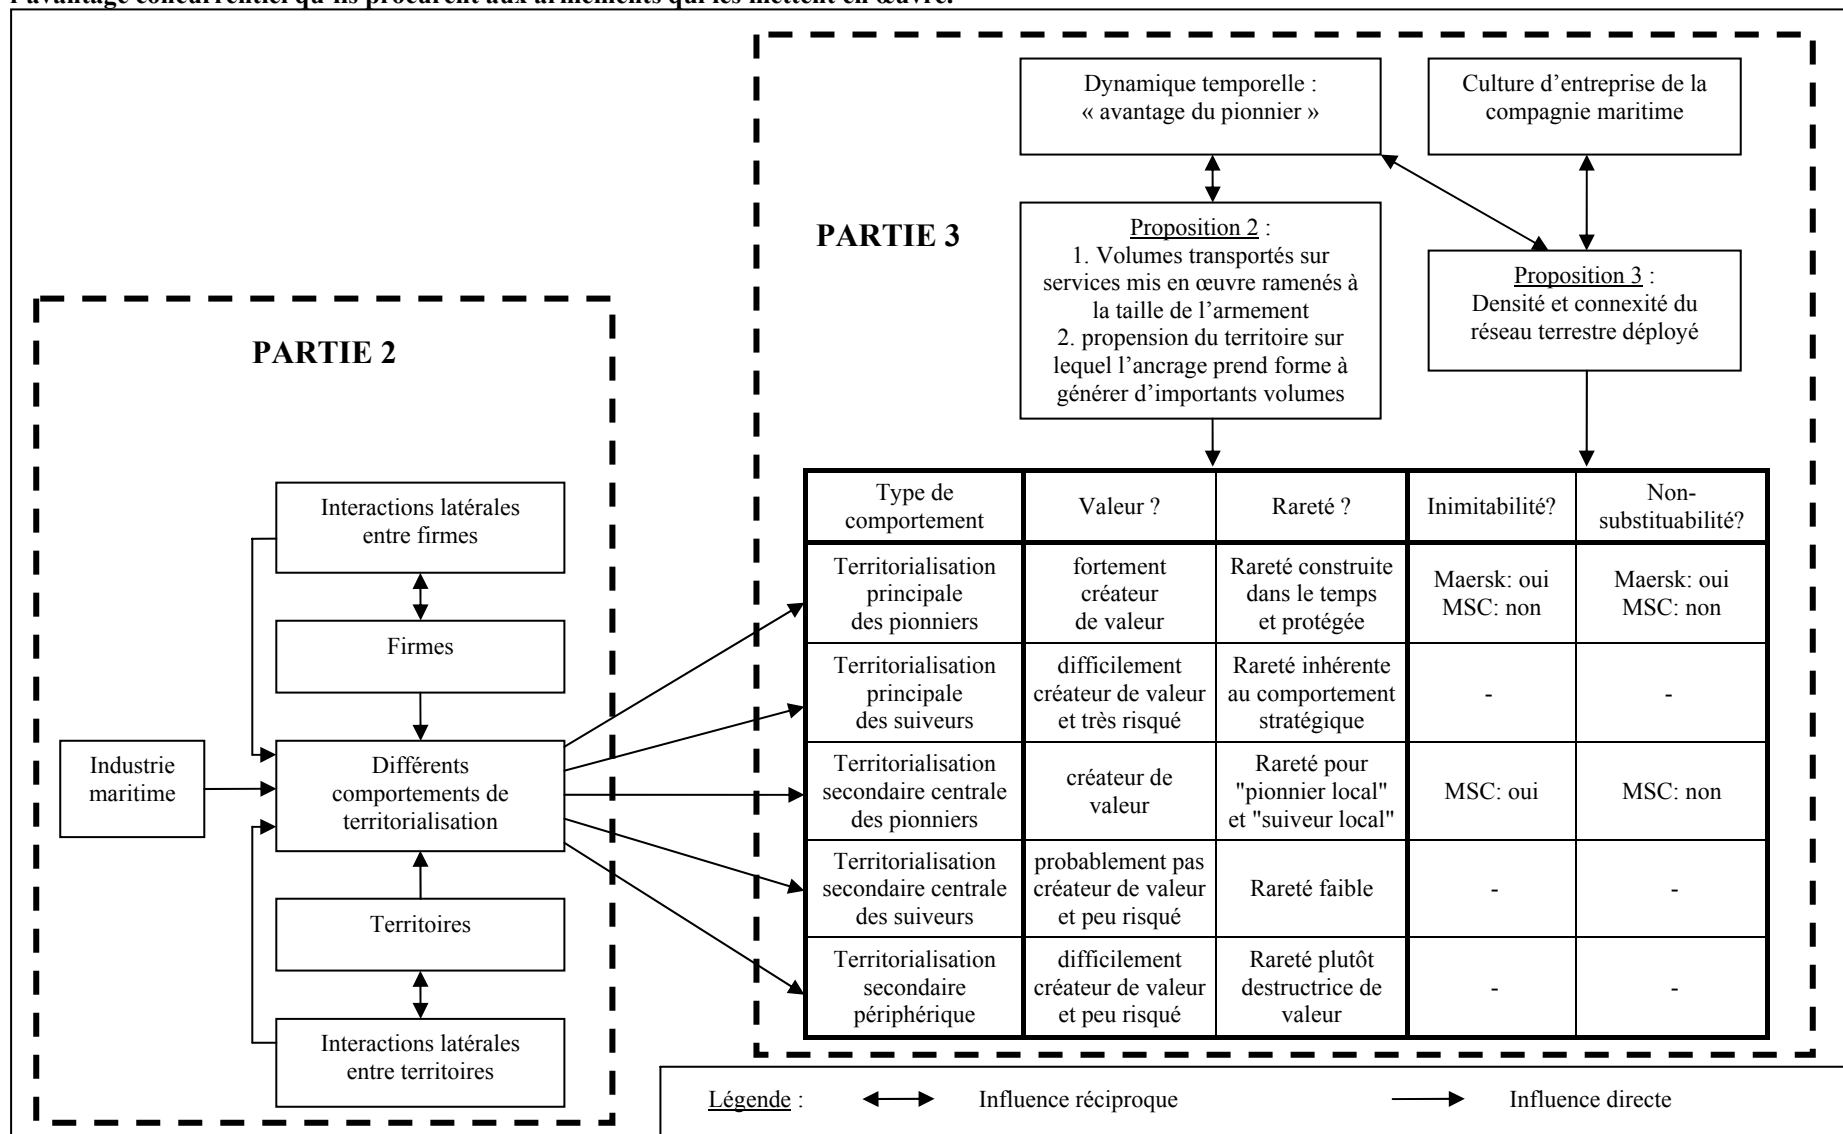 l'avantage concurrentiel qu'ils procurent aux armements qui les mettent en œuvre.
Dynamique temporelle :
« avantage du pionnier »
Culture d'entreprise de la
compagnie maritime
PARTIE 3
Proposition 2 :
1. Volumes transportés sur
services mis en œuvre ramenés à
la taille de l'armement
2. propension du territoire sur
lequel l'ancrage prend forme à
générer d'importants volumes
Proposition 3 :
Densité et connexité du
réseau terrestre déployé
PARTIE 2
Interactions latérales
entre firmes
Firmes
Industrie
maritime
Différents
comportements de
territorialisation
Territoires
Interactions latérales
entre territoires
Type de
comportement
Valeur ?
Rareté ?
Inimitabilité?
Non-
substituabilité?
Territorialisation
principale
des pionniers
fortement
créateur
de valeur
Rareté construite
dans le temps
et protégée
Maersk: oui
MSC: non
Maersk: oui
MSC: non
Territorialisation
principale
des suiveurs
difficilement
créateur de valeur
et très risqué
Rareté inhérente
au comportement
stratégique
-
-
Territorialisation
secondaire centrale
des pionniers
créateur de
valeur
Rareté pour
"pionnier local"
et "suiveur local"
MSC: oui
MSC: non
Territorialisation
secondaire centrale
des suiveurs
probablement pas
créateur de valeur
et peu risqué
Rareté faible
-
-
Territorialisation
secondaire
périphérique
difficilement
créateur de valeur
et peu risqué
Rareté plutôt
destructrice de
valeur
-
-
Légende :
Influence réciproque
Influence directe